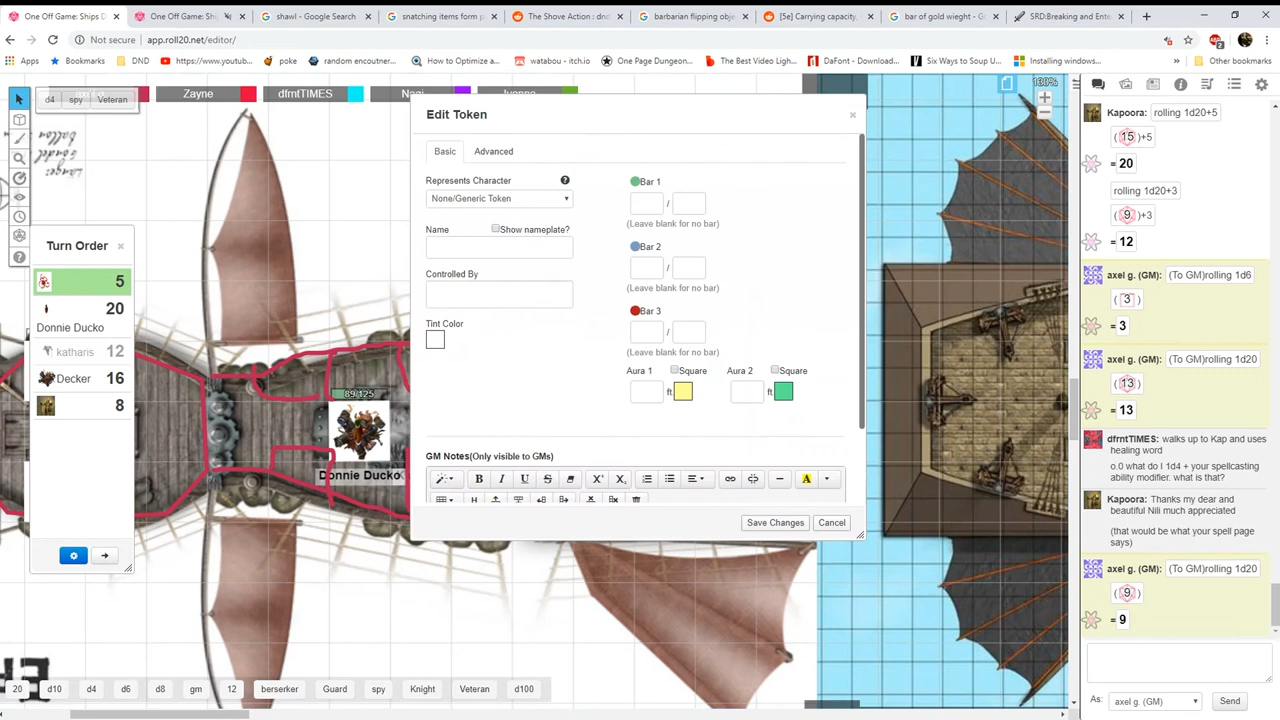 One Off Game: Ships D
One Off Game: Ship
shawl - Google Search
snatching items form p
The Shove Action : dnd
barbarian flipping obje
[5e] Carrying capacity,
bar of gold wieght - G
SRD:Breaking and Ente
Not secure | app.roll20.net/editor/
Apps
Bookmarks
DND
https://www.youtub...
poke
random encoutner...
How to Optimize a...
watabou - itch.io
One Page Dungeon...
The Best Video Ligh...
DaFont - Downloa...
Six Ways to Soup U...
Installing windows...
Other bookmarks
d4 spy Veteran
Zayne
dfrntTIMES
Nagi
130%
Turn Order
5
20
Donnie Ducko
katharis 12
Decker 16
8
89/125
Donnie Ducko
Edit Token
Basic
Advanced
Represents Character
None/Generic Token
Name
Show nameplate?
Controlled By
Tint Color
Bar 1
/
(Leave blank for no bar)
Bar 2
/
(Leave blank for no bar)
Bar 3
/
(Leave blank for no bar)
Aura 1 Square
Aura 2 Square
ft.
ft.
GM Notes(Only visible to GMs)
Save Changes
Cancel
20 d10 d4 d6 d8 gm 12 berserker Guard spy Knight Veteran d100
Kapoora: rolling 1d20+5
(15)+5
= 20
rolling 1d20+3
(9)+3
= 12
axel g. (GM): (To GM)rolling 1d6
(3)
= 3
axel g. (GM): (To GM)rolling 1d20
(13)
= 13
dfrntTIMES: walks up to Kap and uses
healing word
o.0 what do I 1d4 + your spellcasting
ability modifier. what is that?
Kapoora: Thanks my dear and
beautiful Nili much appreciated
(that would be what your spell page
says)
axel g. (GM): (To GM)rolling 1d20
(9)
= 9
As: axel g. (GM)
Send